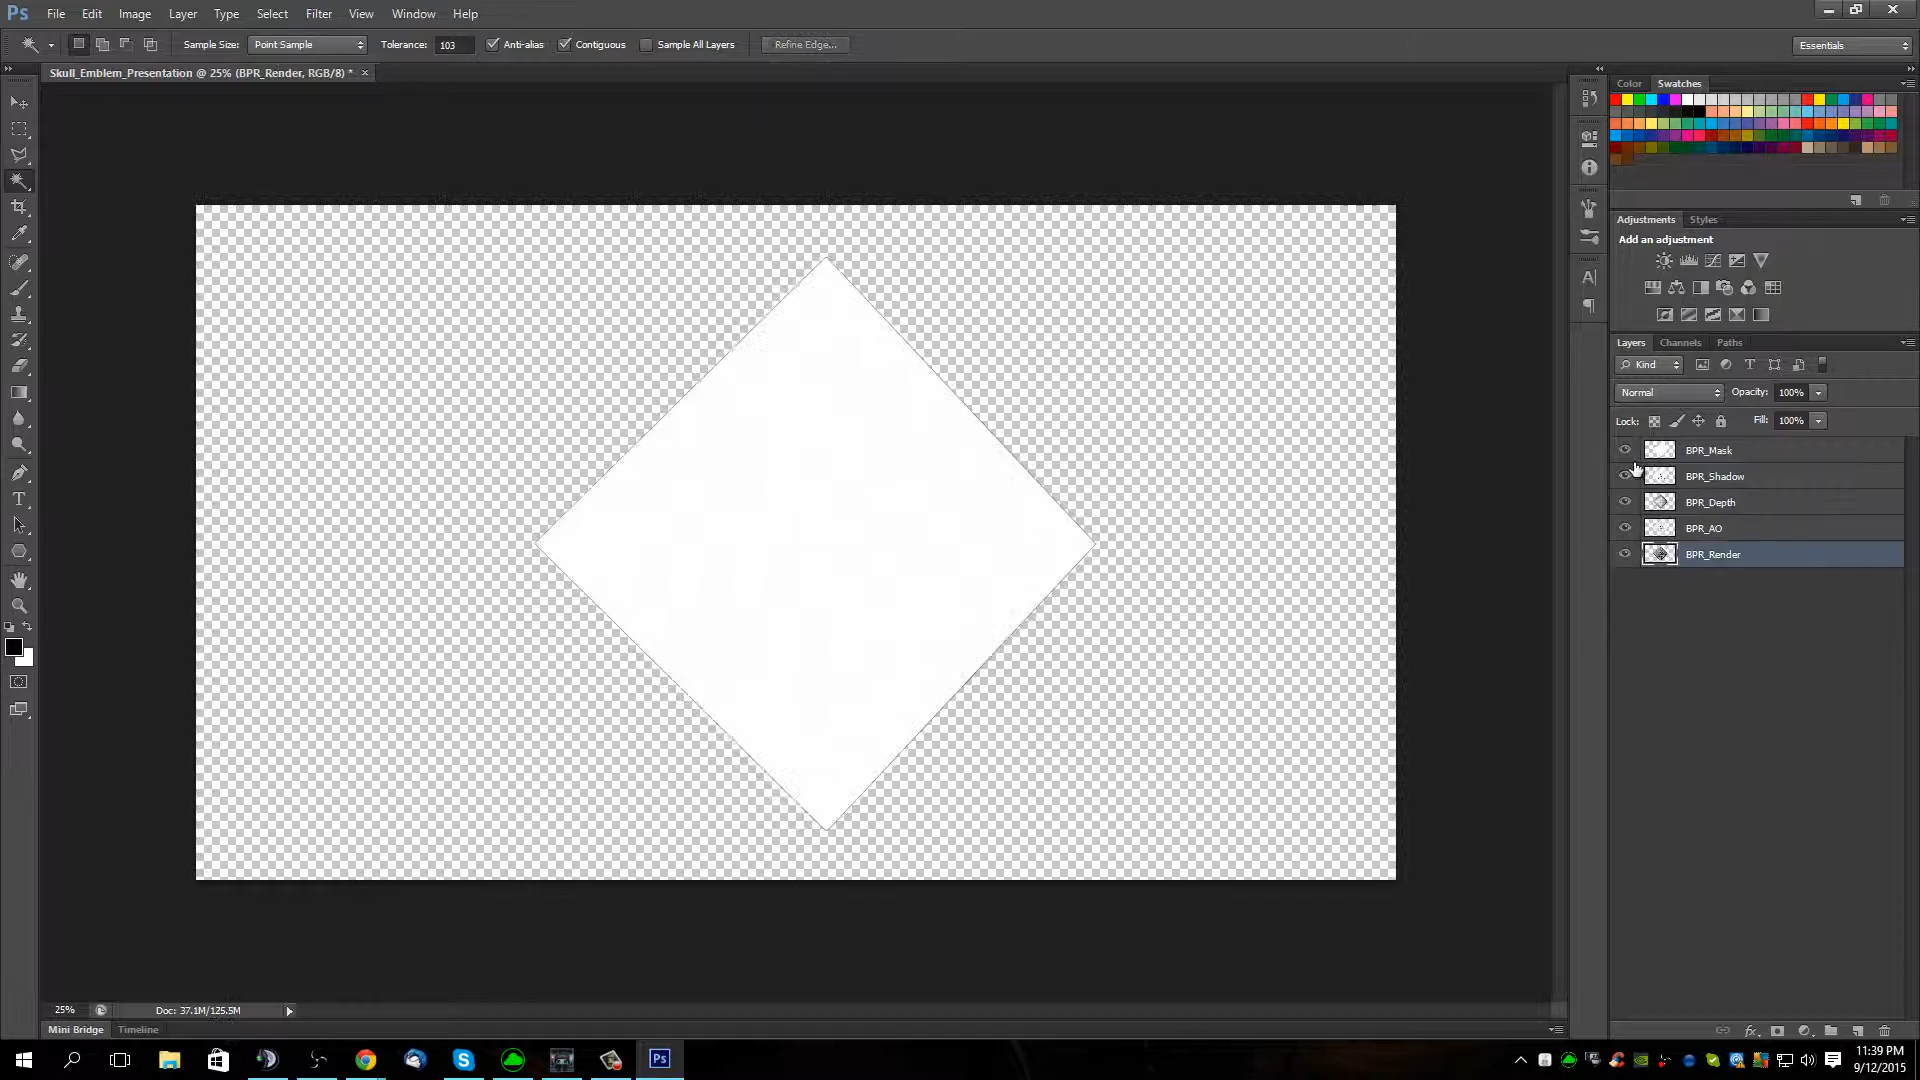 Ps File Edit Image Layer Type Select Filter View Window Help
Sample Size: Point Sample Tolerance: 103 Anti-alias Contiguous Sample All Layers Refine Edge... Essentials
Skull_Emblem_Presentation @ 25% (BPR_Render, RGB/8) * ×
Color Swatches
Adjustments Styles
Add an adjustment
Layers Channels Paths
Kind
Normal Opacity: 100%
Lock: Fill: 100%
BPR_Mask
BPR_Shadow
BPR_Depth
BPR_AO
BPR_Render
25% Doc: 37.1M/125.5M
Mini Bridge Timeline
Ps
11:39 PM
9/12/2015